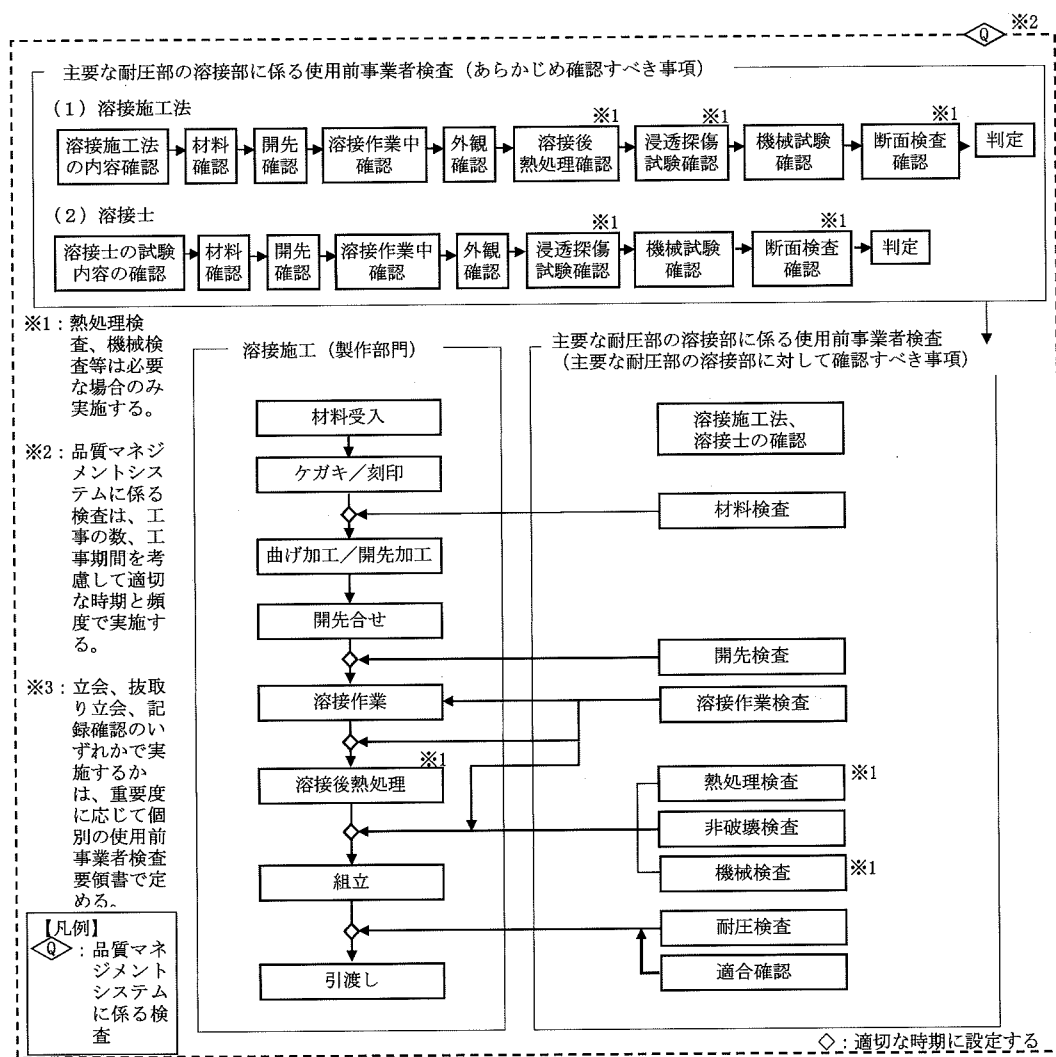 Q ※2
主要な耐圧部の溶接部に係る使用前事業者検査（あらかじめ確認すべき事項）
（1）溶接施工法
※1 ※1 ※1
溶接施工法
の内容確認
材料
確認
開先
確認
溶接作業中
確認
外観
確認
溶接後
熱処理確認
浸透探傷
試験確認
機械試験
確認
断面検査
確認
判定
（2）溶接士
※1 ※1
溶接士の試験
内容の確認
材料
確認
開先
確認
溶接作業中
確認
外観
確認
浸透探傷
試験確認
機械試験
確認
断面検査
確認
判定
※1：熱処理検
査、機械検
査等は必要
な場合のみ
実施する。
※2：品質マネジ
メントシス
テムに係る
検査は、工
事の数、工
事期間を考
慮して適切
な時期と頻
度で実施す
る。
※3：立会、抜取
り立会、記
録確認のい
ずれかで実
施するか
は、重要度
に応じて個
別の使用前
事業者検査
要領書で定
める。
【凡例】
Q：品質マネ
ジメント
システム
に係る検
査
溶接施工（製作部門）
材料受入
ケガキ／刻印
曲げ加工／開先加工
開先合せ
溶接作業
※1
溶接後熱処理
組立
引渡し
主要な耐圧部の溶接部に係る使用前事業者検査
（主要な耐圧部の溶接部に対して確認すべき事項）
溶接施工法、
溶接士の確認
材料検査
開先検査
溶接作業検査
熱処理検査 ※1
非破壊検査
機械検査 ※1
耐圧検査
適合確認
◇：適切な時期に設定する